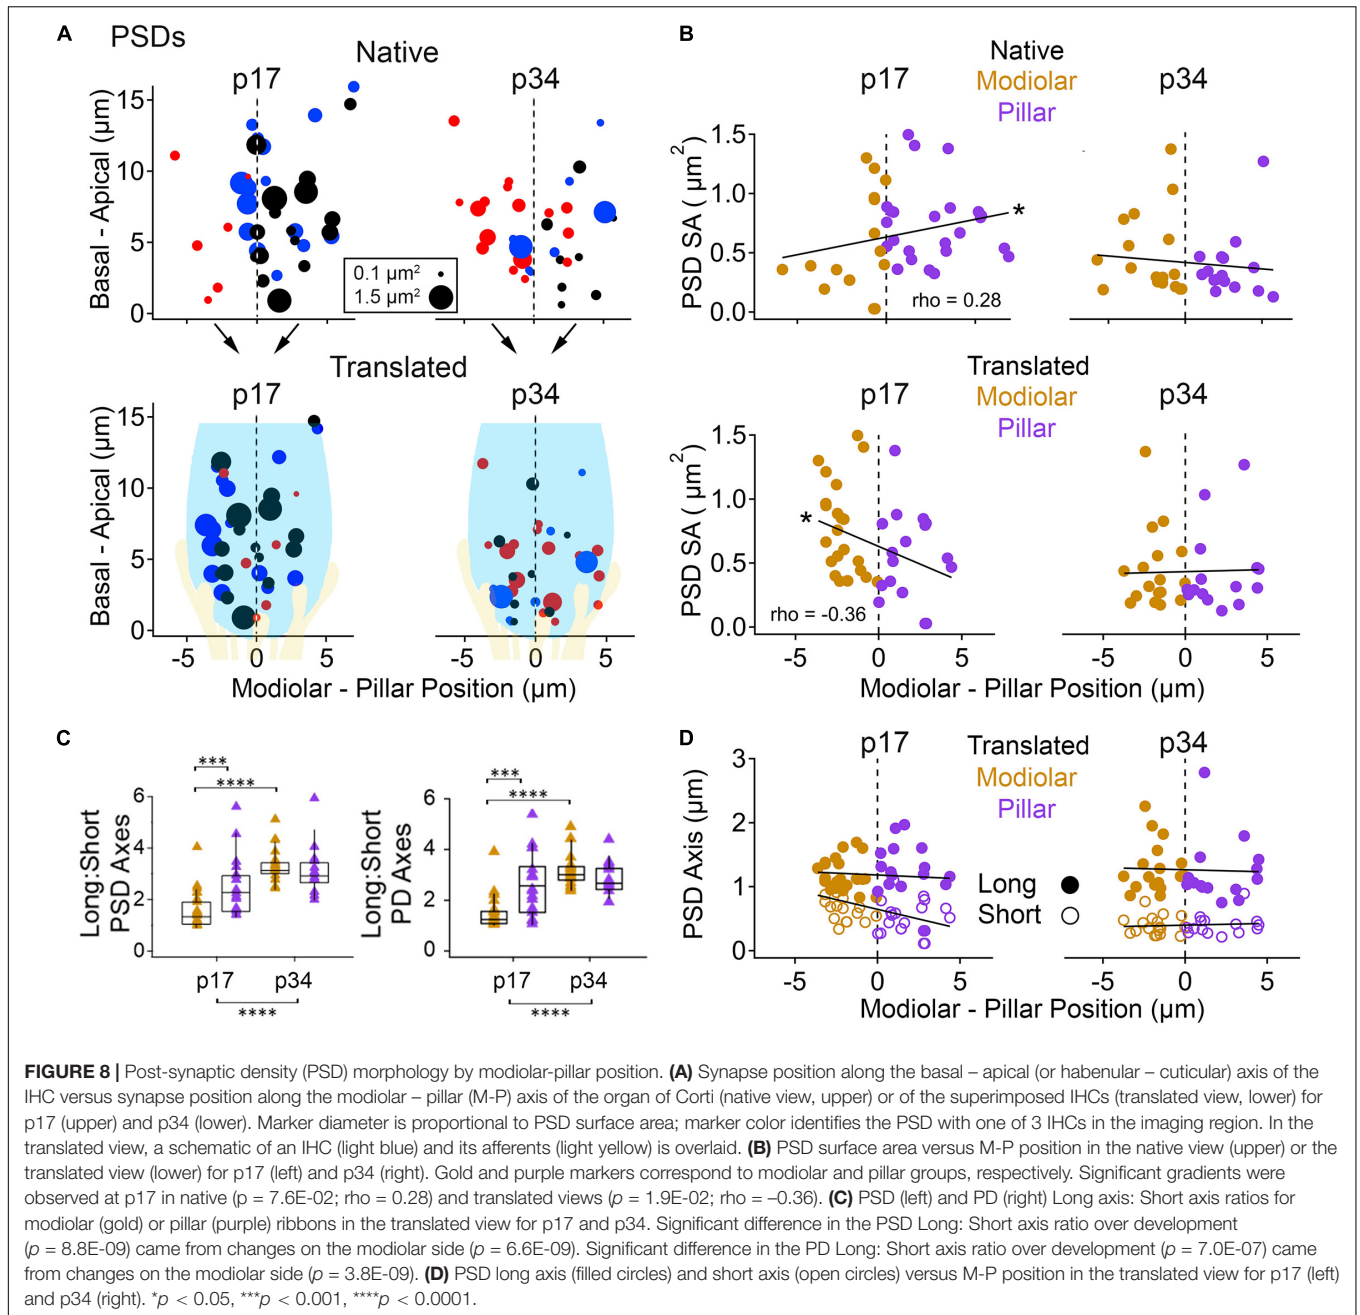 A
PSDs
Native
p17
p34
Basal - Apical (µm)
15
10
5
0
0.1 µm²
1.5 µm²
Translated
p17
p34
Basal - Apical (µm)
15
10
5
0
-5
0
5
-5
0
5
Modiolar - Pillar Position (µm)
B
Native
Modiolar
Pillar
p17
p34
PSD SA ( µm²)
1.5
1.0
0.5
0.0
*
rho = 0.28
Translated
Modiolar
Pillar
p17
p34
PSD SA ( µm²)
1.5
1.0
0.5
0.0
*
rho = -0.36
-5
0
5
-5
0
5
Modiolar - Pillar Position (µm)
C
Long:Short
PSD Axes
6
4
2
0
***
****
p17
p34
****
Long:Short
PD Axes
6
4
2
0
***
****
p17
p34
****
D
p17
Translated
Modiolar
Pillar
p34
PSD Axis (µm)
3
2
1
0
Long
Short
-5
0
5
-5
0
5
Modiolar - Pillar Position (µm)
FIGURE 8 | Post-synaptic density (PSD) morphology by modiolar-pillar position. (A) Synapse position along the basal – apical (or habenular – cuticular) axis of the
IHC versus synapse position along the modiolar – pillar (M-P) axis of the organ of Corti (native view, upper) or of the superimposed IHCs (translated view, lower) for
p17 (upper) and p34 (lower). Marker diameter is proportional to PSD surface area; marker color identifies the PSD with one of 3 IHCs in the imaging region. In the
translated view, a schematic of an IHC (light blue) and its afferents (light yellow) is overlaid. (B) PSD surface area versus M-P position in the native view (upper) or the
translated view (lower) for p17 (left) and p34 (right). Gold and purple markers correspond to modiolar and pillar groups, respectively. Significant gradients were
observed at p17 in native (p = 7.6E-02; rho = 0.28) and translated views (p = 1.9E-02; rho = –0.36). (C) PSD (left) and PD (right) Long axis: Short axis ratios for
modiolar (gold) or pillar (purple) ribbons in the translated view for p17 and p34. Significant difference in the PSD Long: Short axis ratio over development
(p = 8.8E-09) came from changes on the modiolar side (p = 6.6E-09). Significant difference in the PD Long: Short axis ratio over development (p = 7.0E-07) came
from changes on the modiolar side (p = 3.8E-09). (D) PSD long axis (filled circles) and short axis (open circles) versus M-P position in the translated view for p17 (left)
and p34 (right). *p < 0.05, ***p < 0.001, ****p < 0.0001.